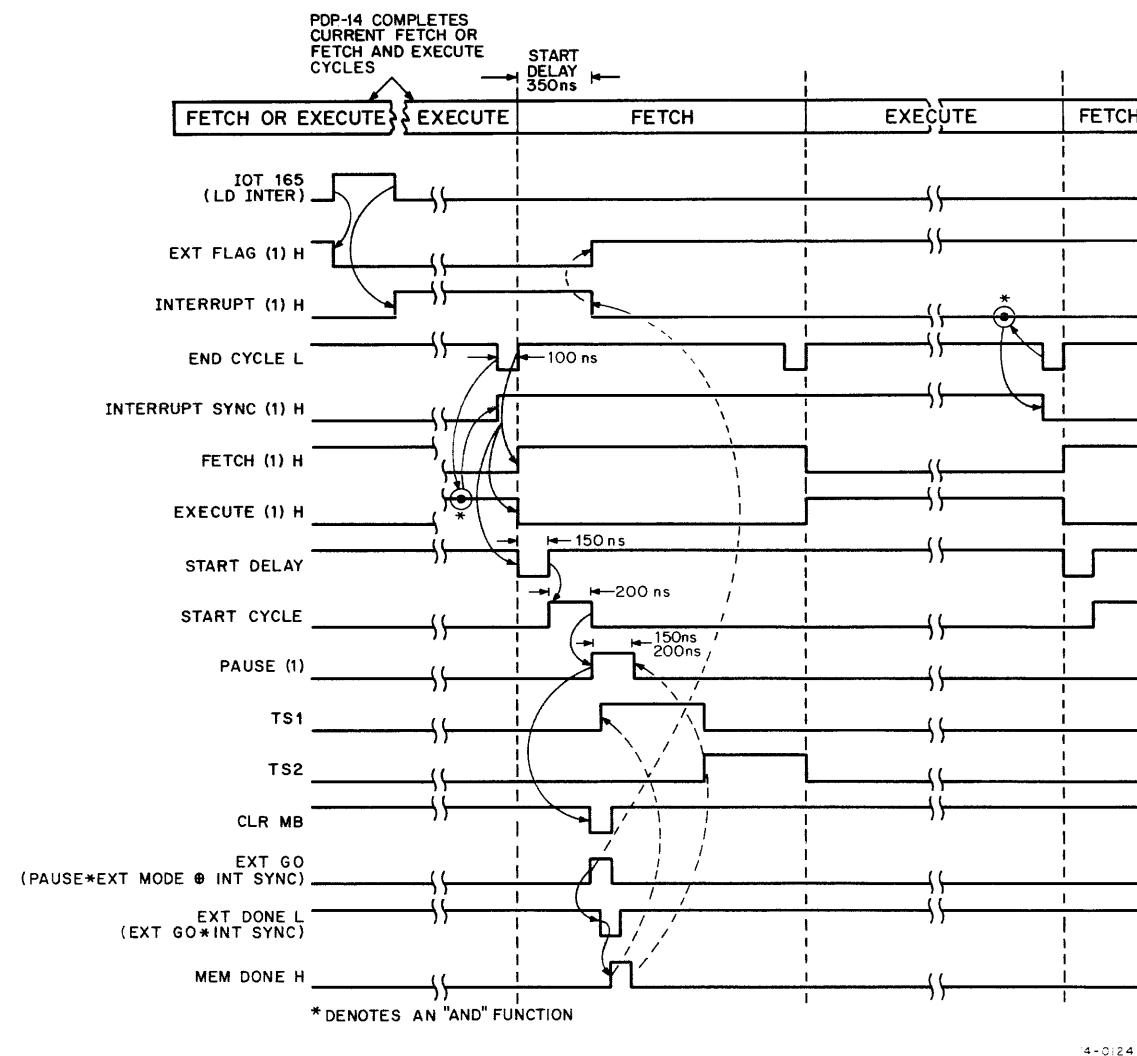 PDP-14 COMPLETES
CURRENT FETCH OR
FETCH AND EXECUTE
CYCLES
START
DELAY
350ns
FETCH OR EXECUTE
EXECUTE
FETCH
EXECUTE
FETCH
IOT 165
(LD INTER)
EXT FLAG (1) H
INTERRUPT (1) H
*
END CYCLE L
100 ns
INTERRUPT SYNC (1) H
FETCH (1) H
EXECUTE (1) H
*
150 ns
START DELAY
200 ns
START CYCLE
150ns
200ns
PAUSE (1)
TS1
TS2
CLR MB
EXT GO
(PAUSE*EXT MODE ⊕ INT SYNC)
EXT DONE L
(EXT GO*INT SYNC)
MEM DONE H
* DENOTES AN "AND" FUNCTION
4-0124